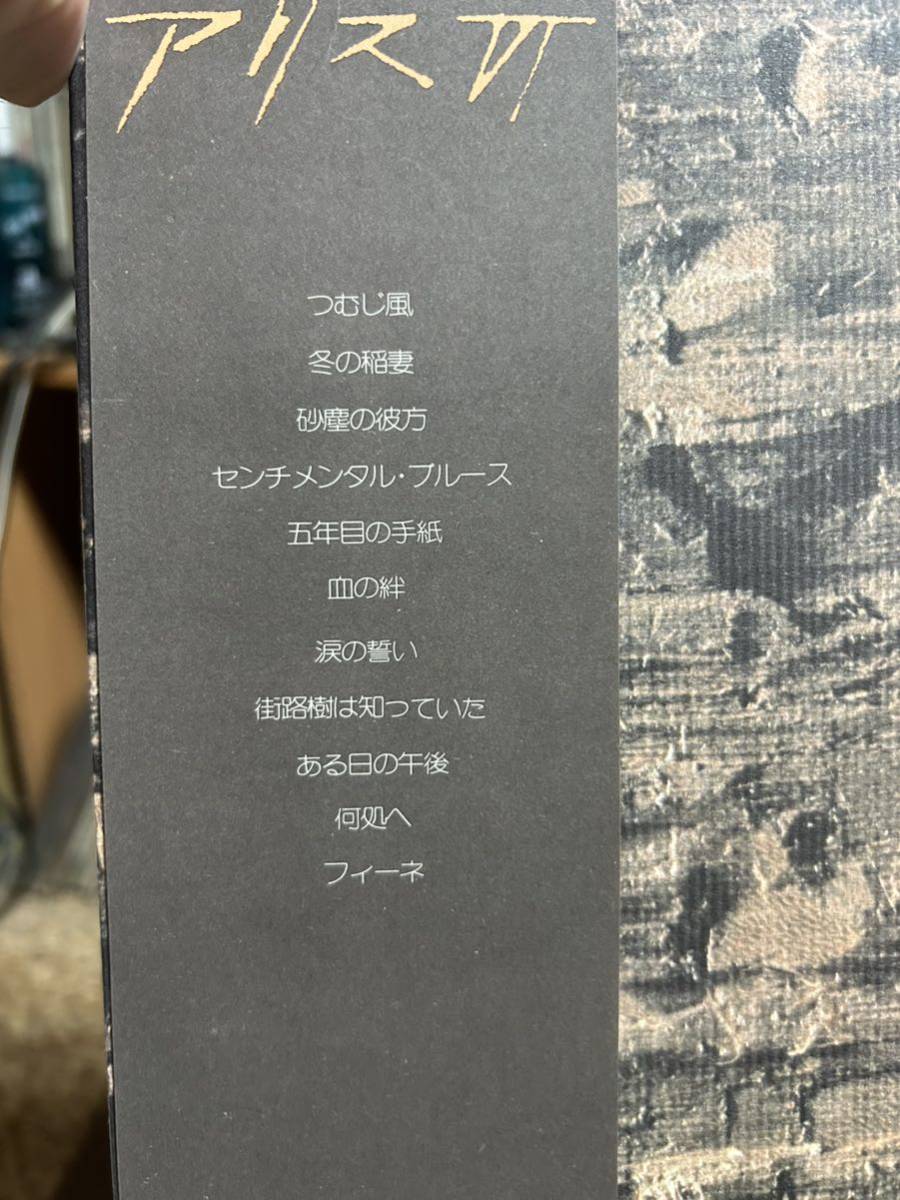 アリスVI
つむじ風
冬の稲妻
砂塵の彼方
センチメンタル・ブルース
五年目の手紙
血の絆
涙の誓い
街路樹は知っていた
ある日の午後
何処へ
フィーネ